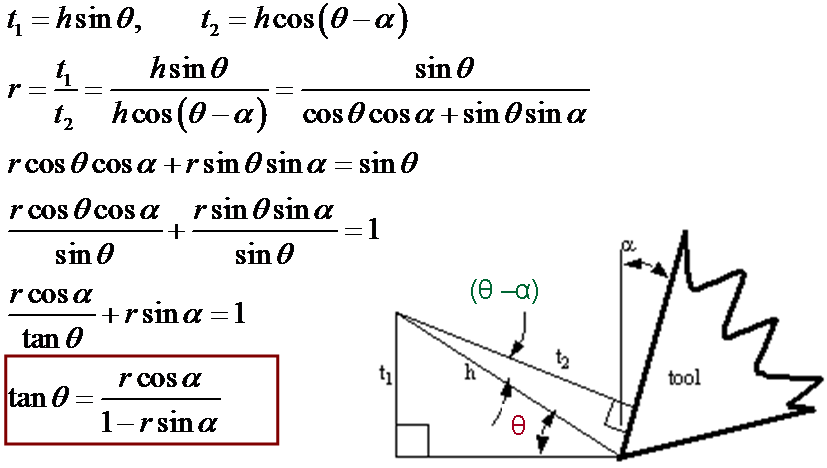 t₁ = h sin θ, t₂ = h cos(θ − α)
r = t₁/t₂ = h sin θ / h cos(θ − α) = sin θ / cos θ cos α + sin θ sin α
r cos θ cos α + r sin θ sin α = sin θ
r cos θ cos α / sin θ + r sin θ sin α / sin θ = 1
r cos α / tan θ + r sin α = 1
tan θ = r cos α / 1 − r sin α
α
(θ –α)
t₂
t₁
h
tool
θ